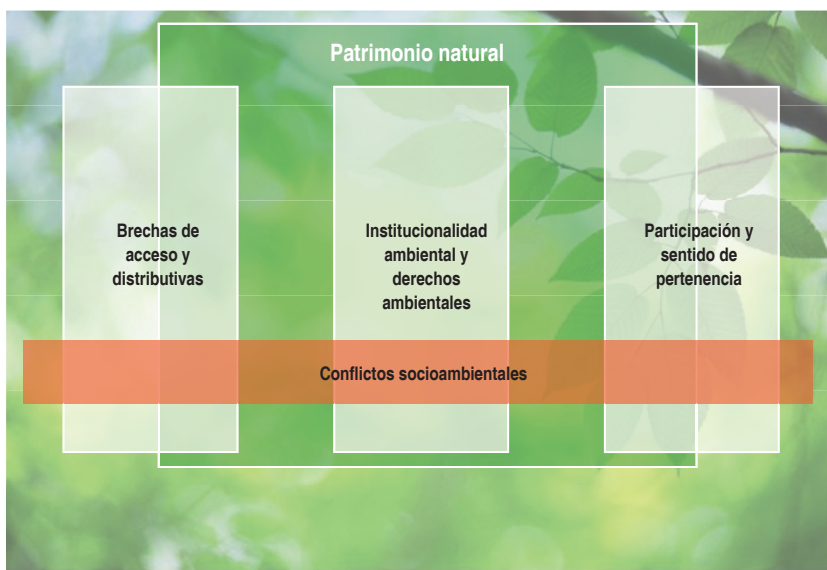 Patrimonio natural
Brechas de
acceso y
distributivas
Institucionalidad
ambiental y
derechos
ambientales
Participación y
sentido de
pertenencia
Conflictos socioambientales